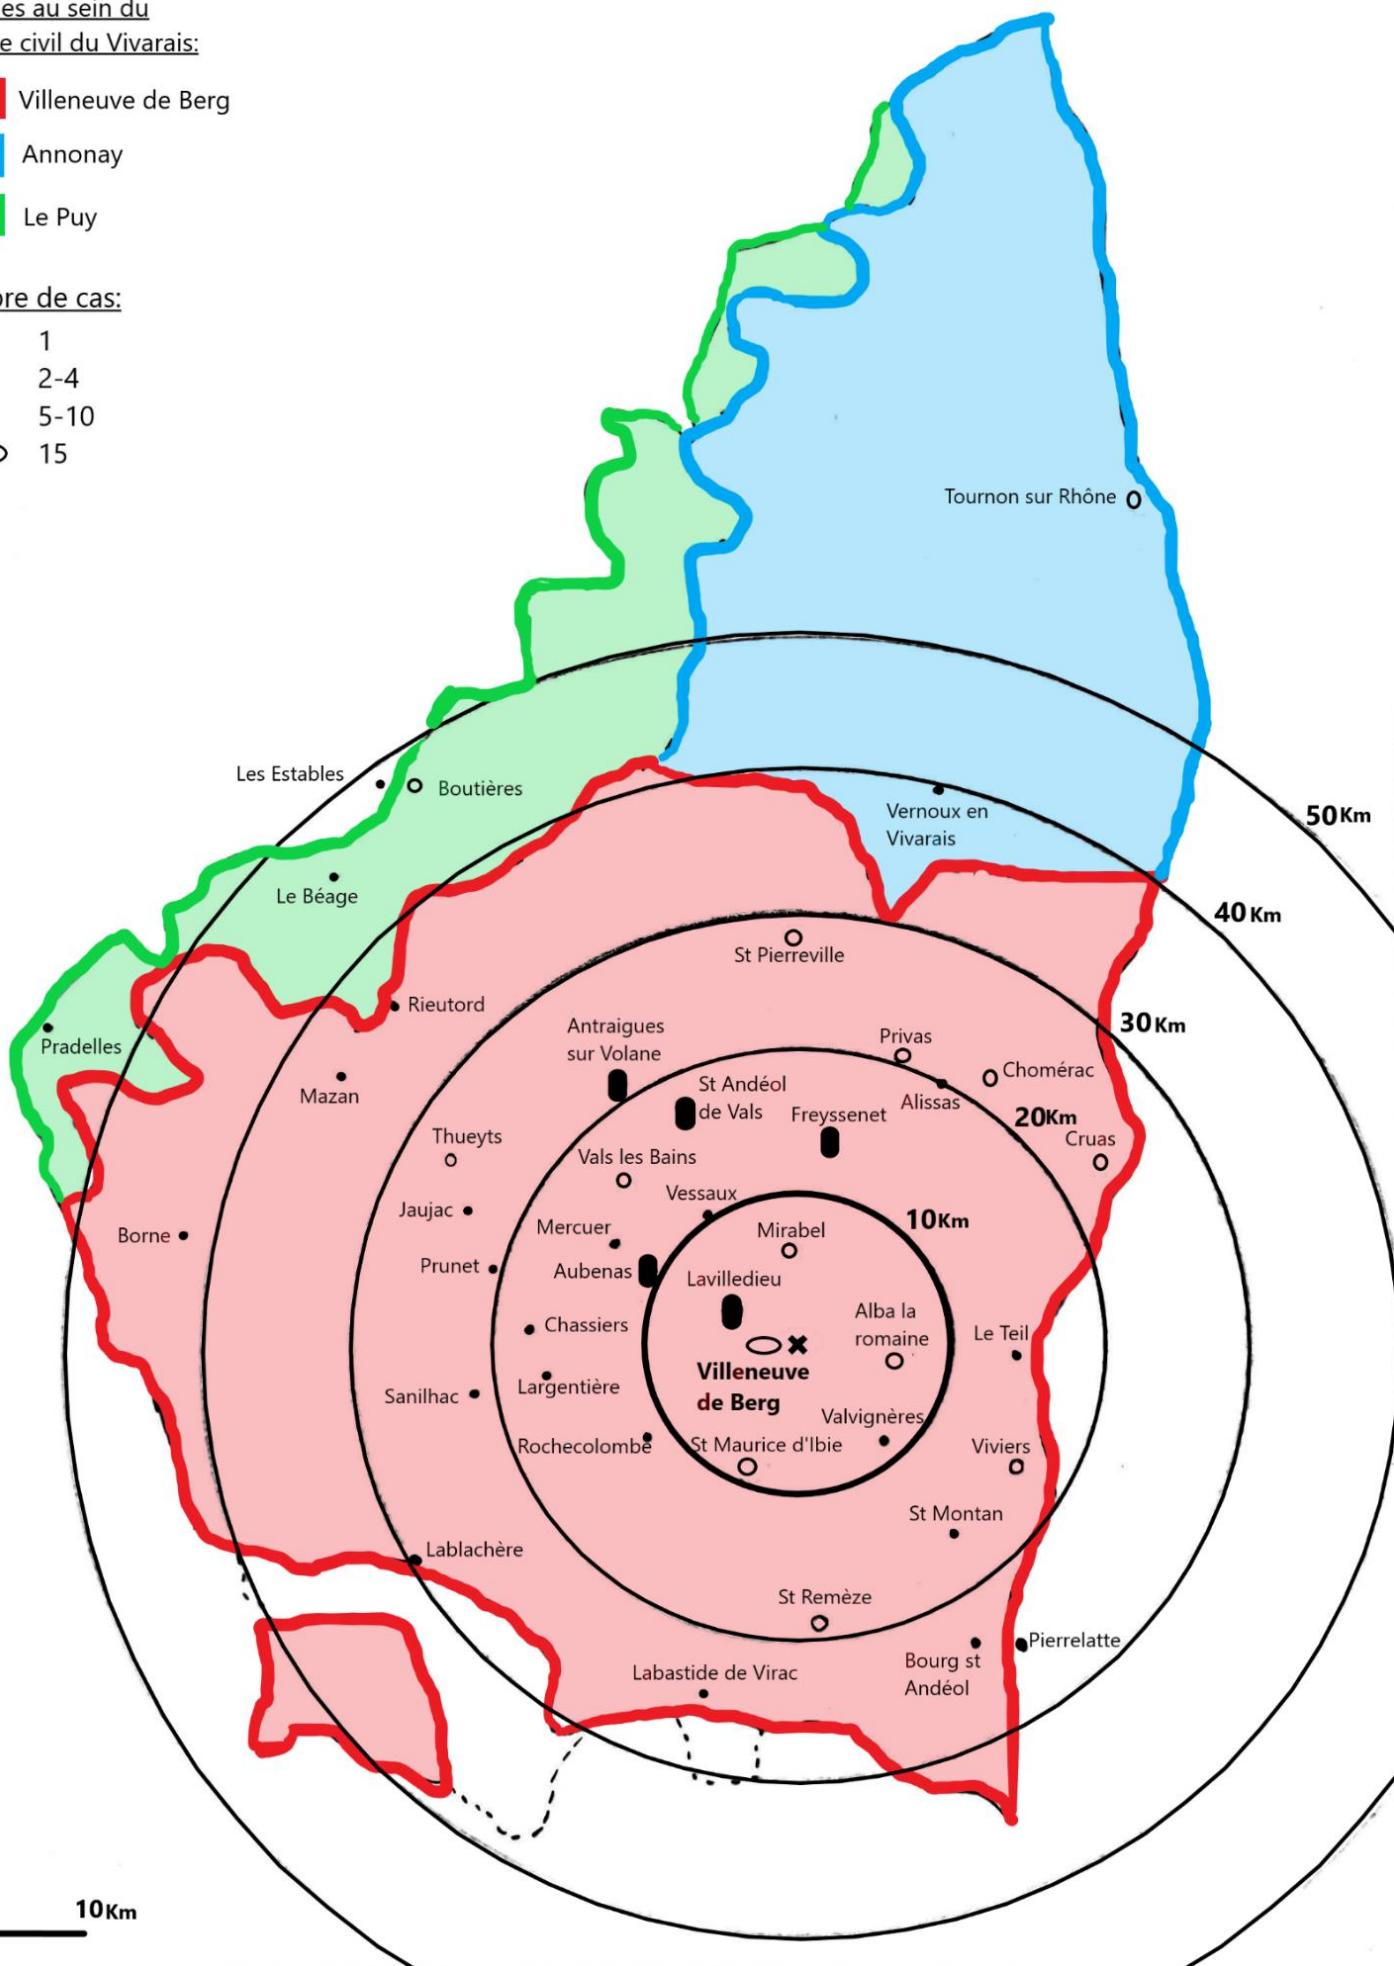 es au sein du
e civil du Vivarais:
Villeneuve de Berg
Annonay
Le Puy
bre de cas:
1
2-4
5-10
15
Tournon sur Rhône
Les Estables
Boutières
50Km
Vernoux en
Vivarais
Le Béage
40Km
St Pierreville
Rieutord
30Km
Pradelles
Antraigues
sur Volane
Privas
Mazan
Chomérac
St Andéol
de Vals
Alissas
Freyssenet
20Km
Thueyts
Cruas
Vals les Bains
Vessaux
Jaujac
10Km
Borne
Mercuer
Mirabel
Prunet
Aubenas
Lavilledieu
Chassiers
Alba la
romaine
Le Teil
Villeneuve
de Berg
Largentière
Sanilhac
Valvignères
Rochecolombe
St Maurice d'Ibie
Viviers
St Montan
Lablachère
St Remèze
Pierrelatte
Bourg st
Andéol
Labastide de Virac
10Km